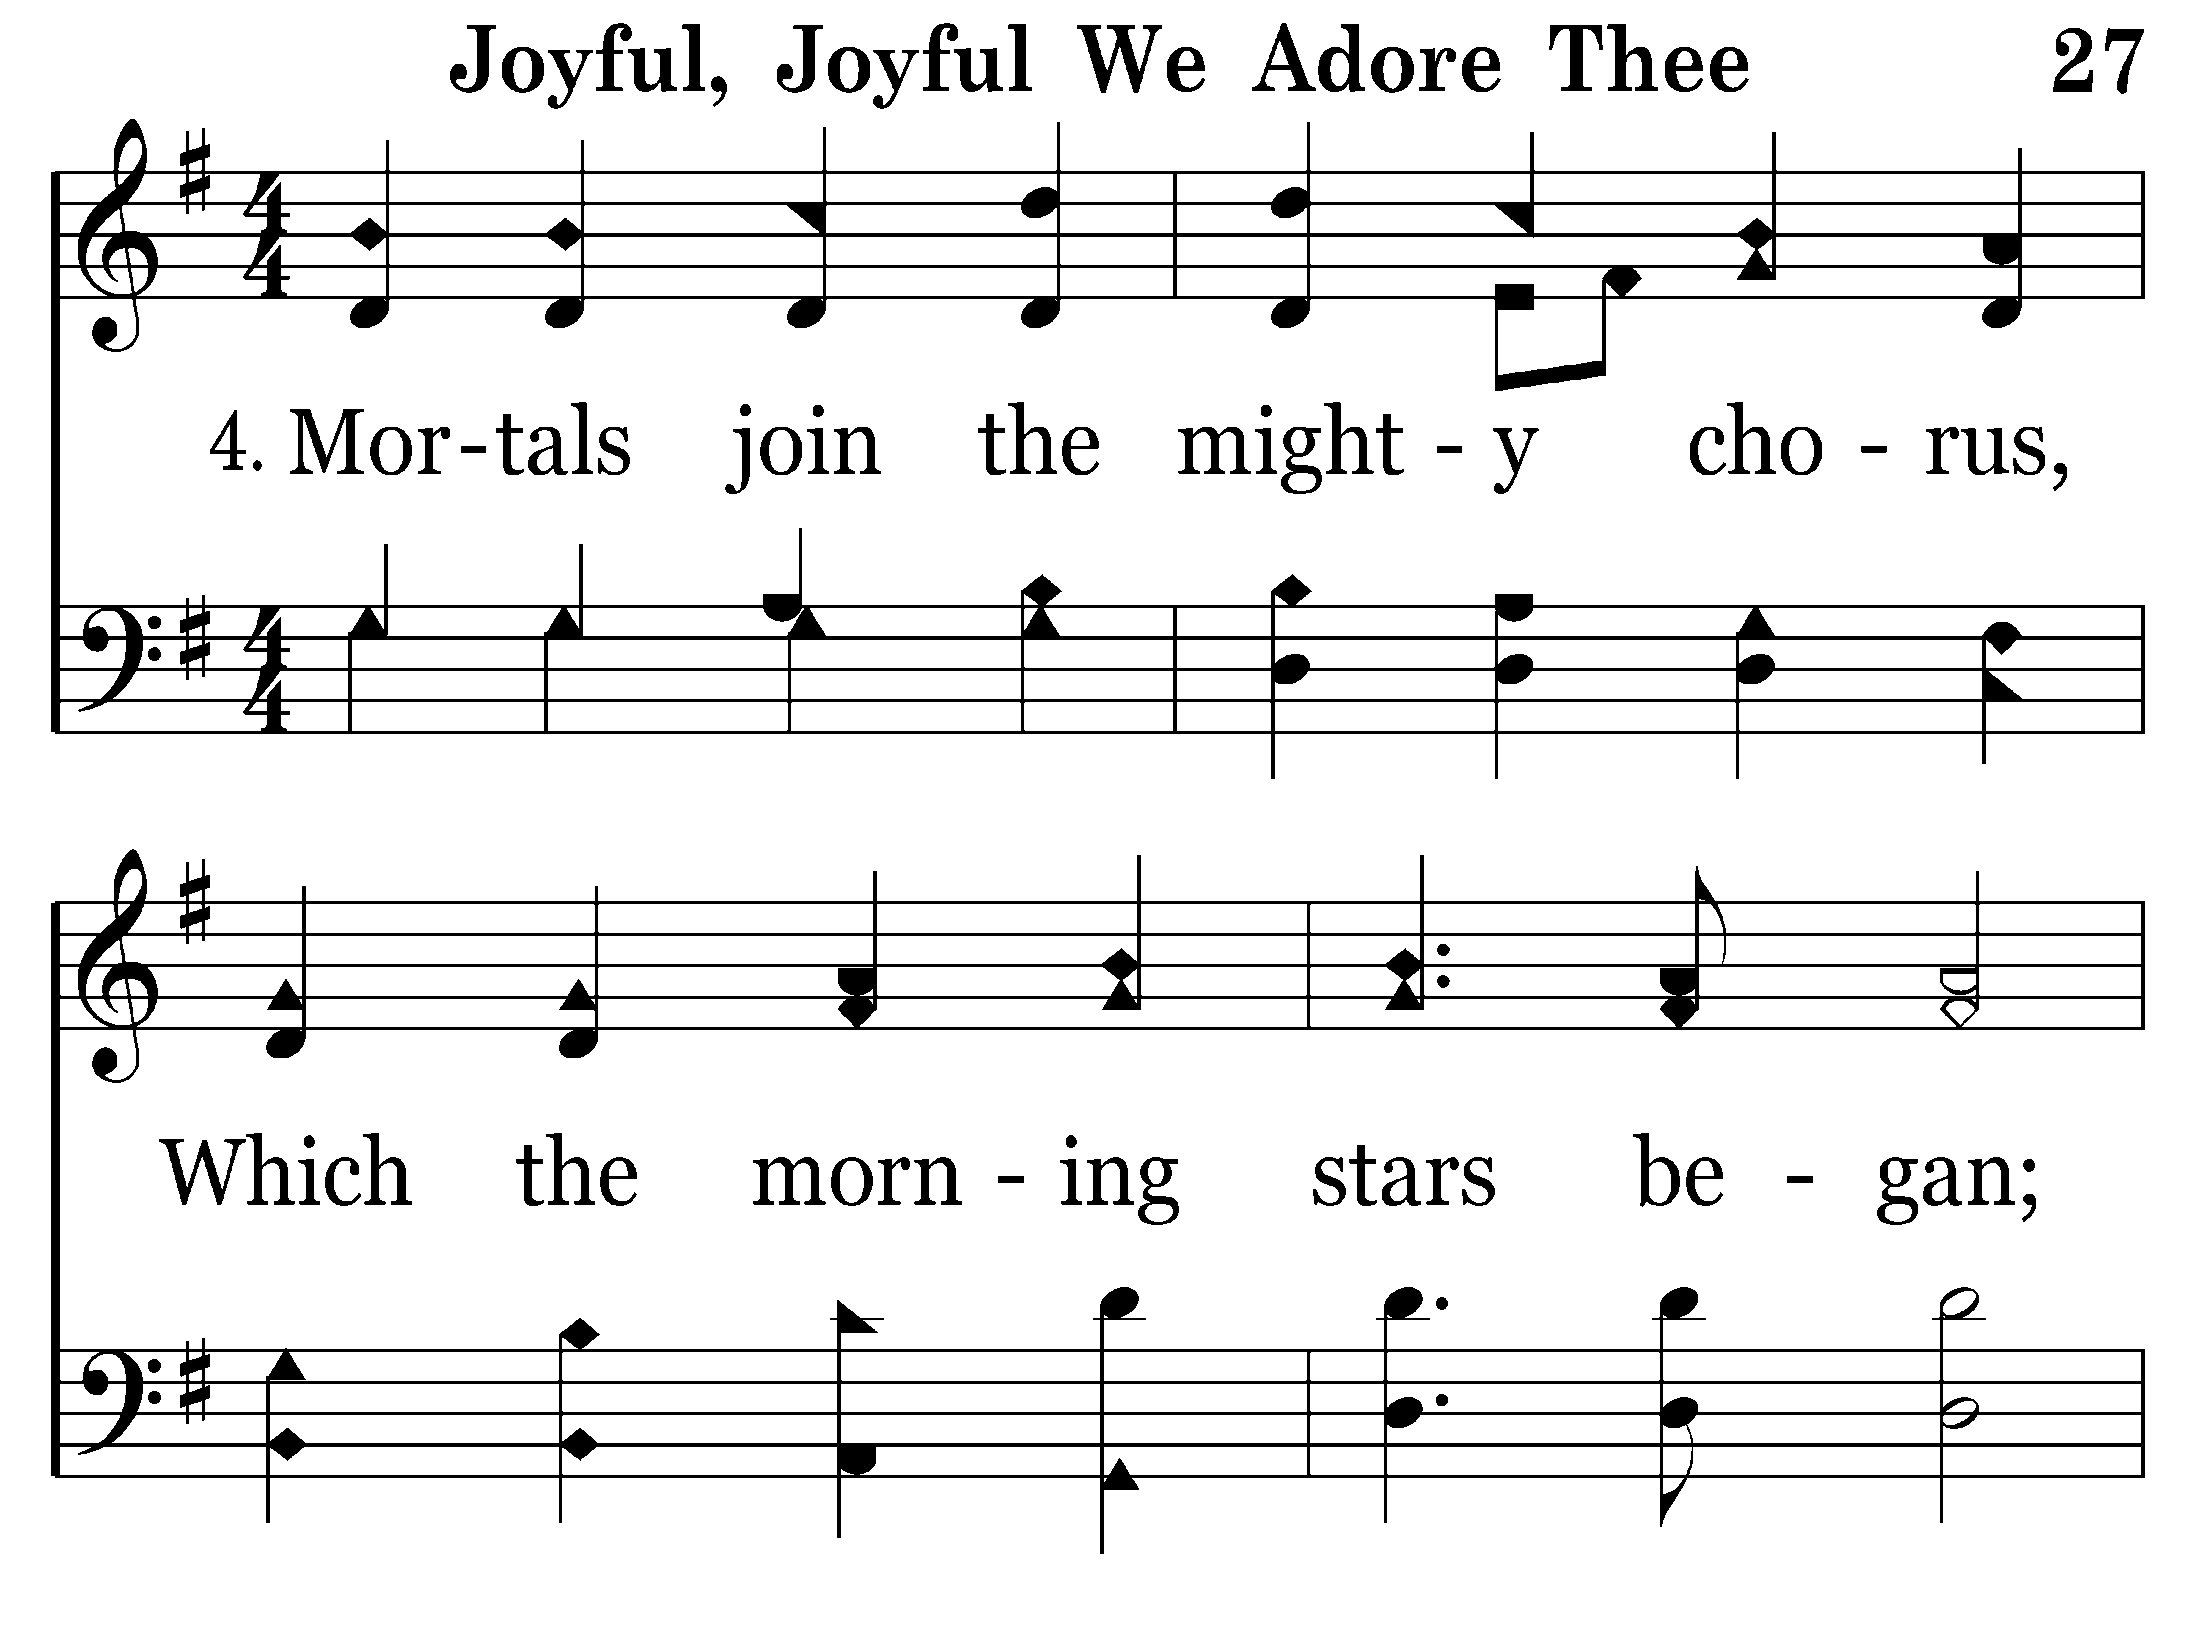 Joyful, Joyful We Adore Thee 27
4. Mor-tals join the might - y cho - rus,
Which the morn - ing stars be - gan;